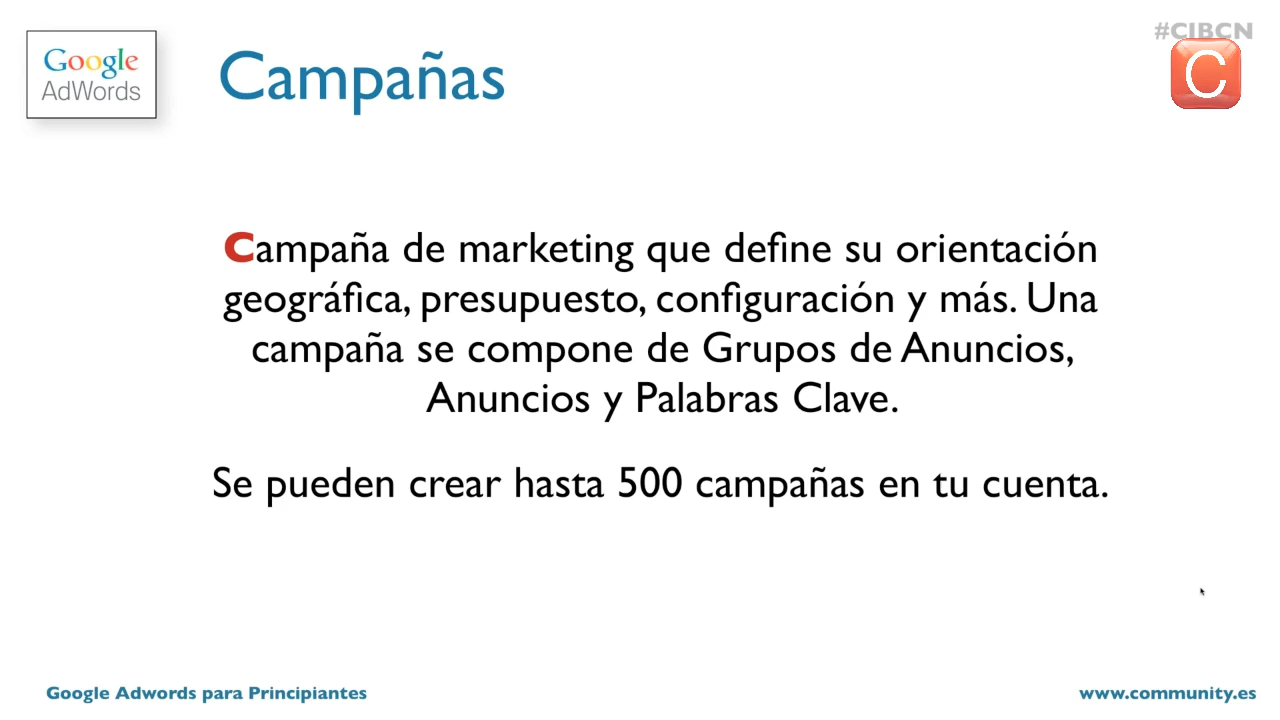 #CIBCN
Google
AdWords
Campañas
C
Campaña de marketing que define su orientación
geográfica, presupuesto, configuración y más. Una
campaña se compone de Grupos de Anuncios,
Anuncios y Palabras Clave.
Se pueden crear hasta 500 campañas en tu cuenta.
Google Adwords para Principiantes
www.community.es